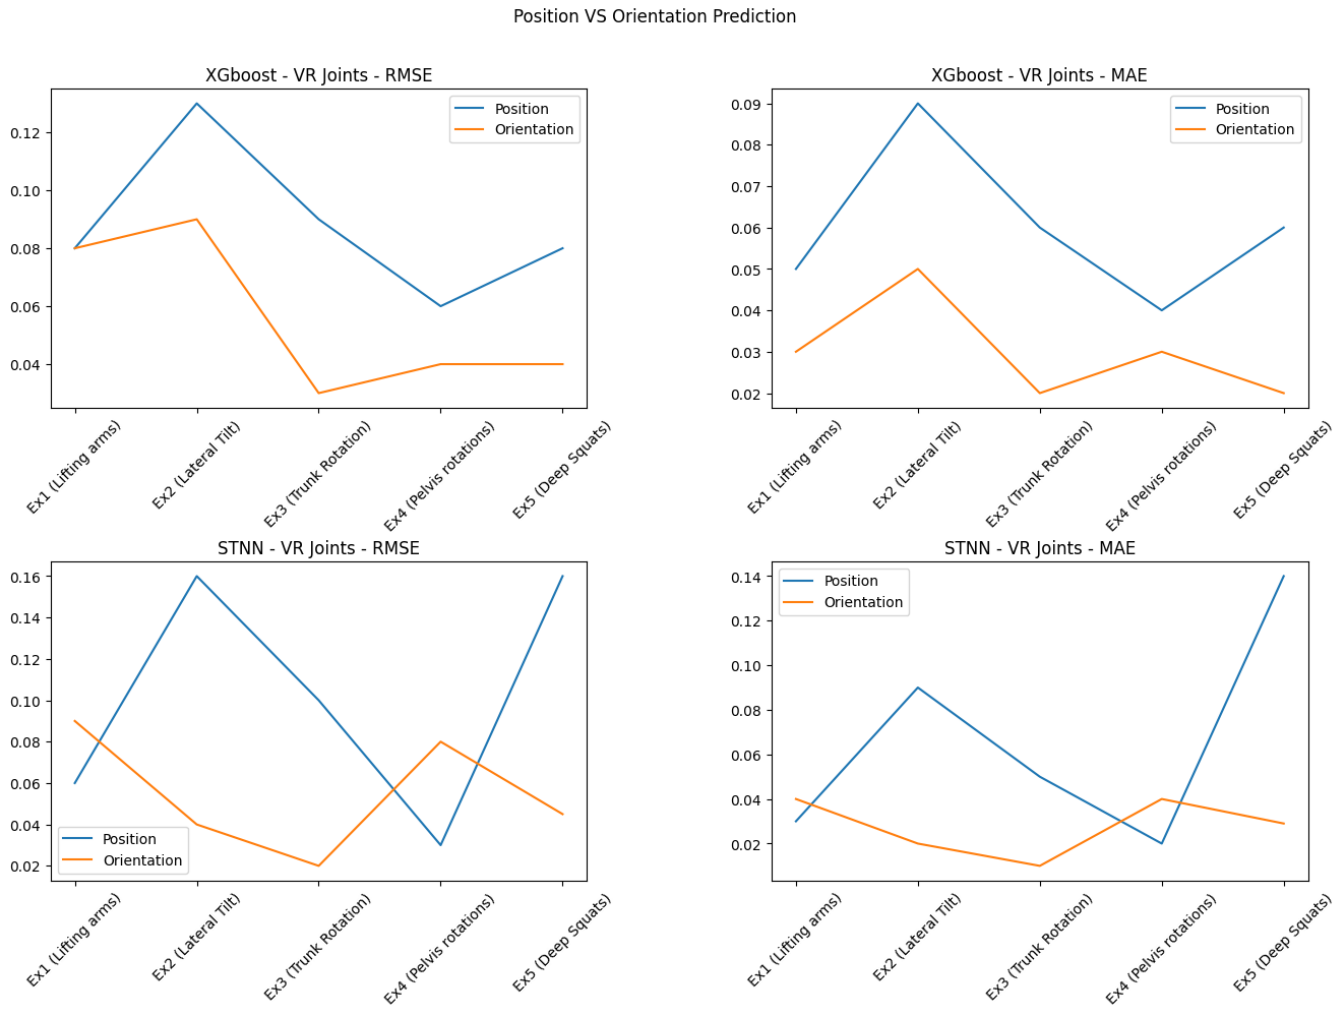 Position VS Orientation Prediction
XGboost - VR Joints - RMSE
0.12
0.10
0.08
0.06
0.04
Position
Orientation
Ex1 (Lifting arms)
Ex2 (Lateral Tilt)
Ex3 (Trunk Rotation)
Ex4 (Pelvis rotations)
Ex5 (Deep Squats)
XGboost - VR Joints - MAE
0.09
0.08
0.07
0.06
0.05
0.04
0.03
0.02
Position
Orientation
Ex1 (Lifting arms)
Ex2 (Lateral Tilt)
Ex3 (Trunk Rotation)
Ex4 (Pelvis rotations)
Ex5 (Deep Squats)
STNN - VR Joints - RMSE
0.16
0.14
0.12
0.10
0.08
0.06
0.04
0.02
Position
Orientation
Ex1 (Lifting arms)
Ex2 (Lateral Tilt)
Ex3 (Trunk Rotation)
Ex4 (Pelvis rotations)
Ex5 (Deep Squats)
STNN - VR Joints - MAE
0.14
0.12
0.10
0.08
0.06
0.04
0.02
Position
Orientation
Ex1 (Lifting arms)
Ex2 (Lateral Tilt)
Ex3 (Trunk Rotation)
Ex4 (Pelvis rotations)
Ex5 (Deep Squats)